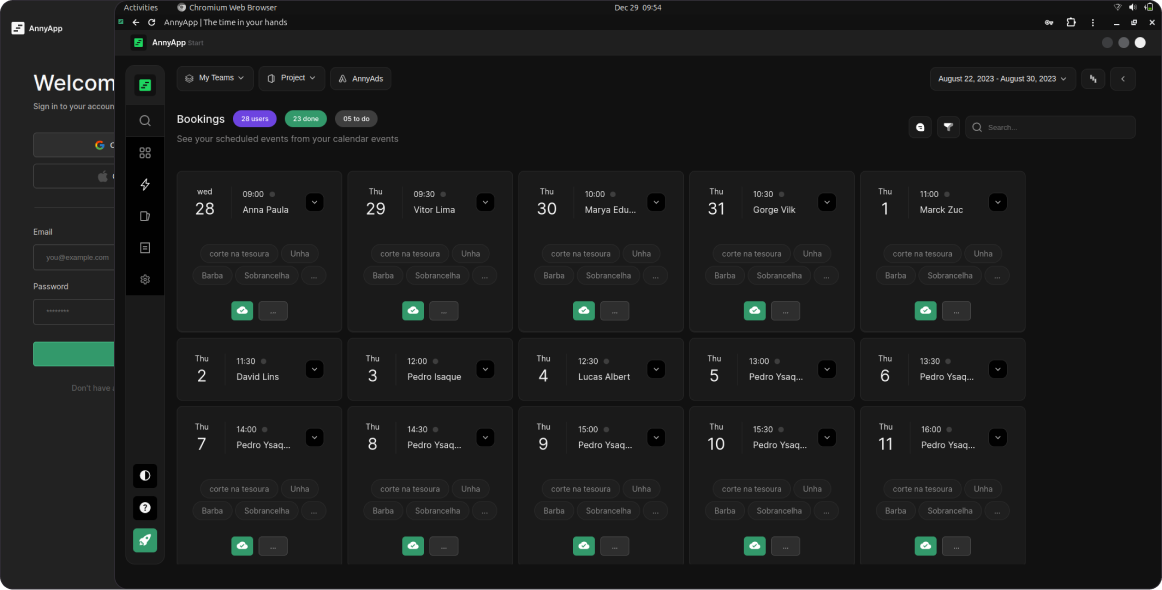 Activities Chromium Web Browser Dec 29 09:54
AnnyApp | The time in your hands
AnnyApp
AnnyApp Start
Welcom
Sign in to your accoun
Email
you@example.com
Password
********
Don't have a
My Teams Project AnnyAds August 22, 2023 - August 30, 2023
Bookings 28 users 23 done 05 to do
See your scheduled events from your calendar events
Search...
wed 28 09:00 Anna Paula
Thu 29 09:30 Vitor Lima
Thu 30 10:00 Marya Edu...
Thu 31 10:30 Gorge Vilk
Thu 1 11:00 Marck Zuc
corte na tesoura Unha corte na tesoura Unha corte na tesoura Unha corte na tesoura Unha corte na tesoura Unha
Barba Sobrancelha ... Barba Sobrancelha ... Barba Sobrancelha ... Barba Sobrancelha ... Barba Sobrancelha ...
... ... ... ... ...
Thu 2 11:30 David Lins
Thu 3 12:00 Pedro Isaque
Thu 4 12:30 Lucas Albert
Thu 5 13:00 Pedro Ysaq...
Thu 6 13:30 Pedro Ysaq...
Thu 7 14:00 Pedro Ysaq...
Thu 8 14:30 Pedro Ysaq...
Thu 9 15:00 Pedro Ysaq...
Thu 10 15:30 Pedro Ysaq...
Thu 11 16:00 Pedro Ysaq...
corte na tesoura Unha corte na tesoura Unha corte na tesoura Unha corte na tesoura Unha corte na tesoura Unha
Barba Sobrancelha ... Barba Sobrancelha ... Barba Sobrancelha ... Barba Sobrancelha ... Barba Sobrancelha ...
... ... ... ... ...